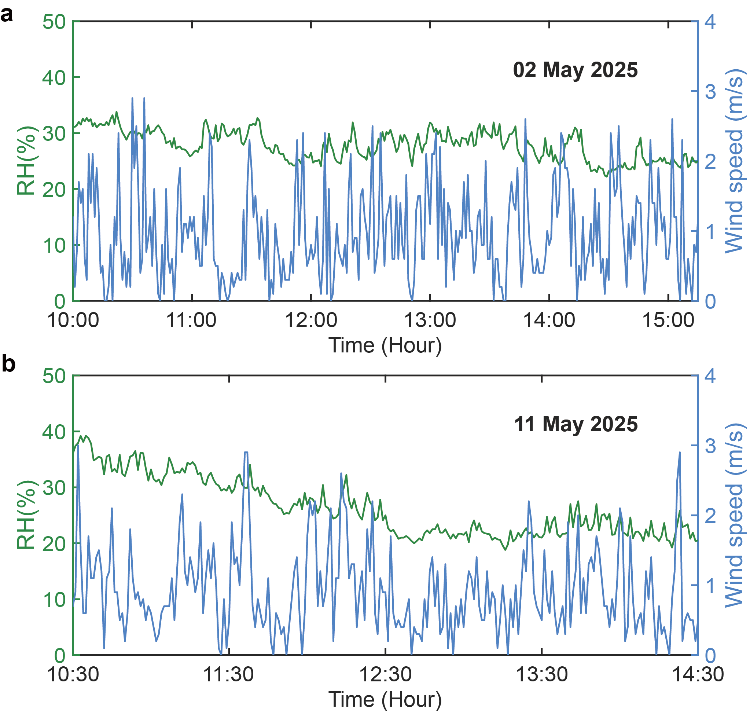 a
50
40
30
20
10
0
RH(%)
02 May 2025
4
3
2
1
0
Wind speed (m/s)
10:00 11:00 12:00 13:00 14:00 15:00
Time (Hour)
b
50
40
30
20
10
0
RH(%)
11 May 2025
4
3
2
1
0
Wind speed (m/s)
10:30 11:30 12:30 13:30 14:30
Time (Hour)